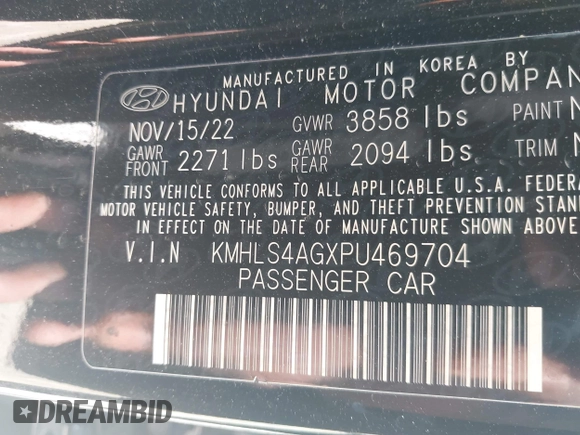 MANUFACTURED IN KOREA BY
HYUNDAI MOTOR COMPAN
NOV/15/22 GVWR 3858 lbs PAINT N
GAWR FRONT 2271 lbs GAWR REAR 2094 lbs TRIM N
THIS VEHICLE CONFORMS TO ALL APPLICABLE U.S.A. FEDERA
MOTOR VEHICLE SAFETY, BUMPER, AND THEFT PREVENTION STAN
IN EFFECT ON THE DATE OF MANUFACTURE SHOWN ABOVE
V.I.N KMHLS4AGXPU469704
PASSENGER CAR
DREAMBID